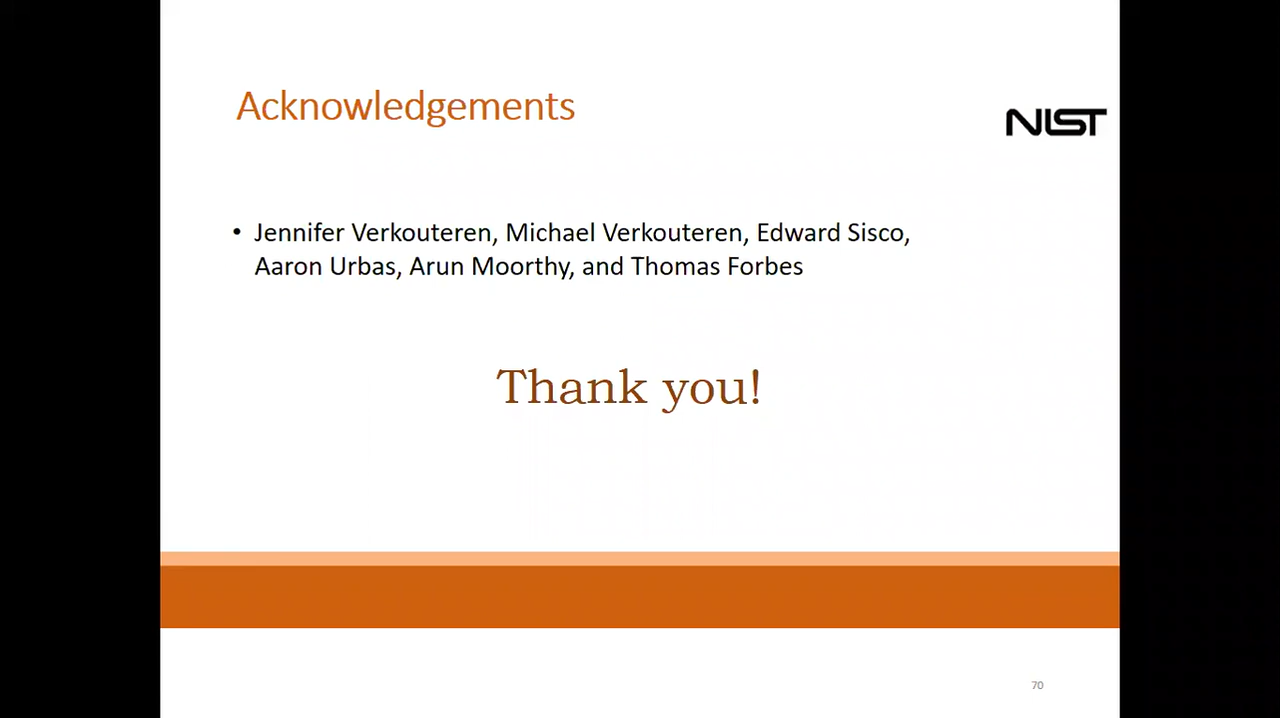 Acknowledgements
NIST
• Jennifer Verkouteren, Michael Verkouteren, Edward Sisco,
Aaron Urbas, Arun Moorthy, and Thomas Forbes
Thank you!
70